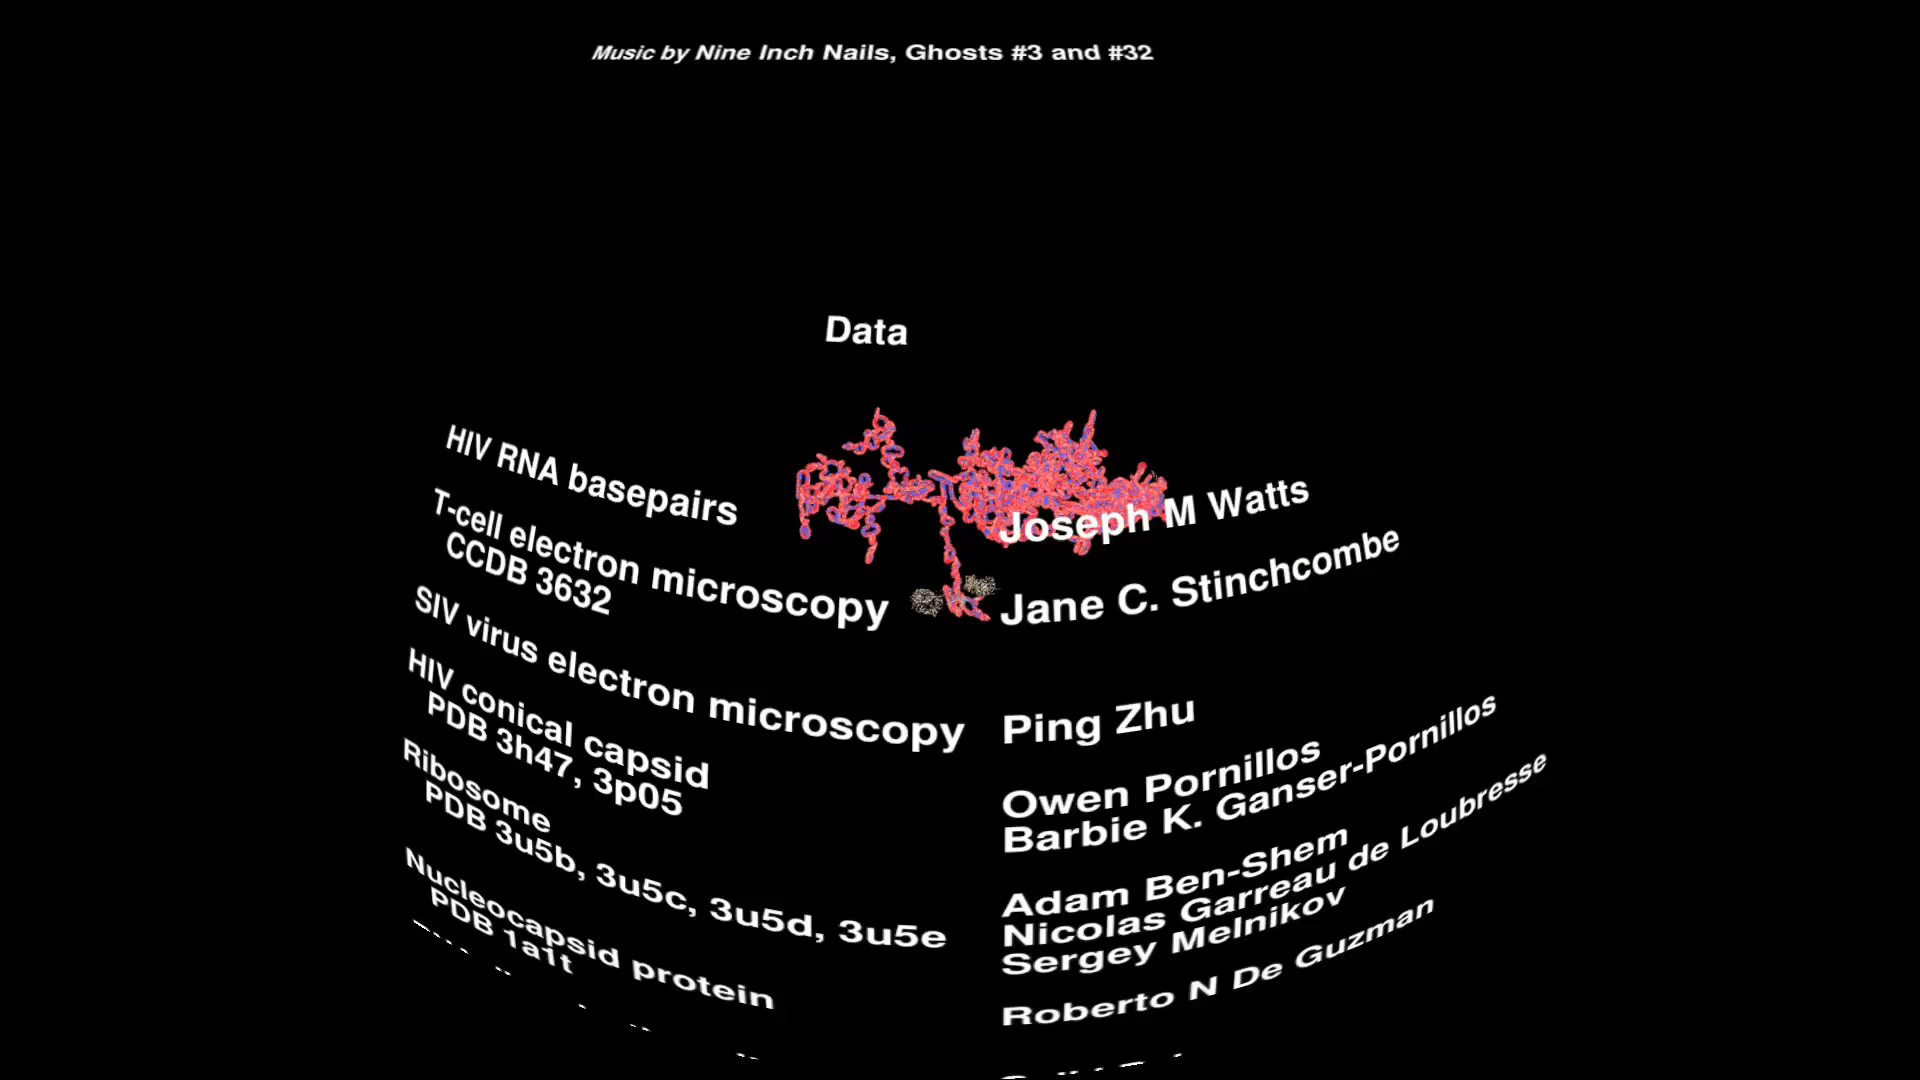 Music by Nine Inch Nails, Ghosts #3 and #32
Data
HIV RNA basepairs
Joseph M Watts
T-cell electron microscopy
CCDB 3632
Jane C. Stinchcombe
SIV virus electron microscopy
Ping Zhu
HIV conical capsid
PDB 3h47, 3p05
Owen Pornillos
Barbie K. Ganser-Pornillos
Ribosome
PDB 3u5b, 3u5c, 3u5d, 3u5e
Adam Ben-Shem
Nicolas Garreau de Loubresse
Sergey Melnikov
Nucleocapsid protein
PDB 1a1t
Roberto N De Guzman